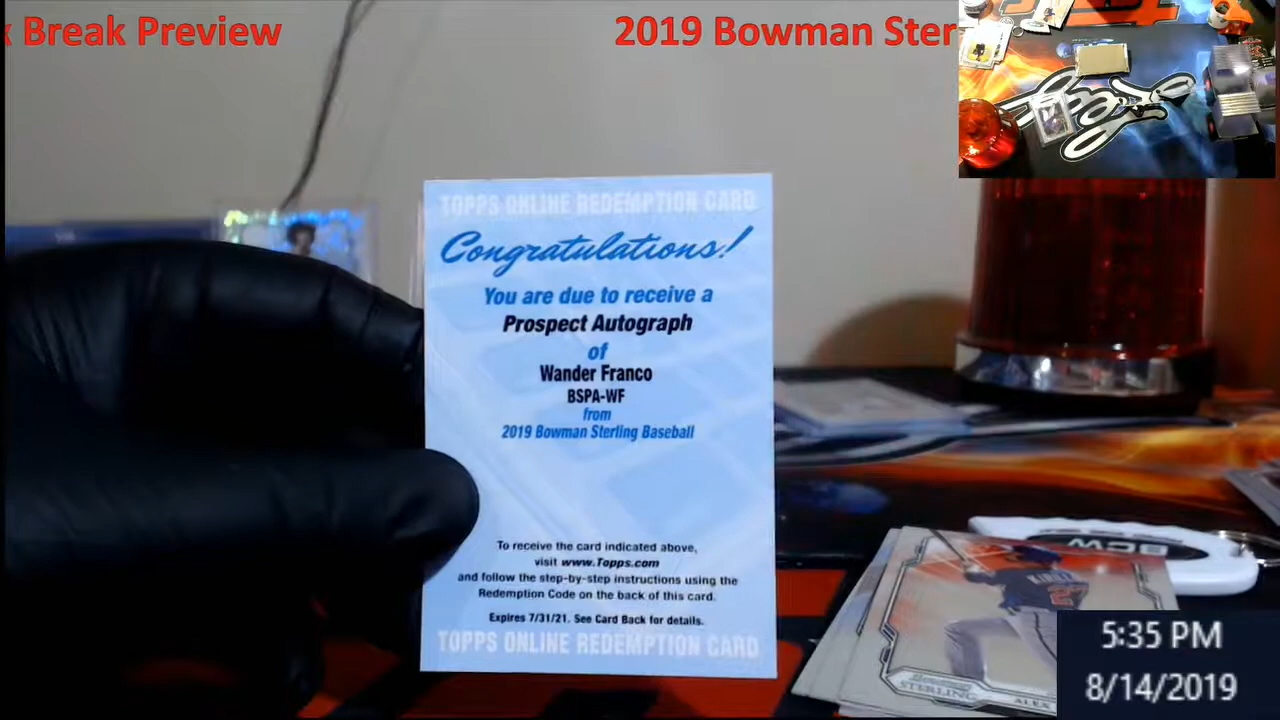 x Break Preview
2019 Bowman Ster
TOPPS ONLINE REDEMPTION CARD
Congratulations!
You are due to receive a
Prospect Autograph
of
Wander Franco
BSPA-WF
from
2019 Bowman Sterling Baseball
To receive the card indicated above,
visit www.Topps.com
and follow the step-by-step instructions using the
Redemption Code on the back of this card.
Expires 7/31/21. See Card Back for details.
TOPPS ONLINE REDEMPTION CARD
BCW
STERLING
ALEX
5:35 PM
8/14/2019